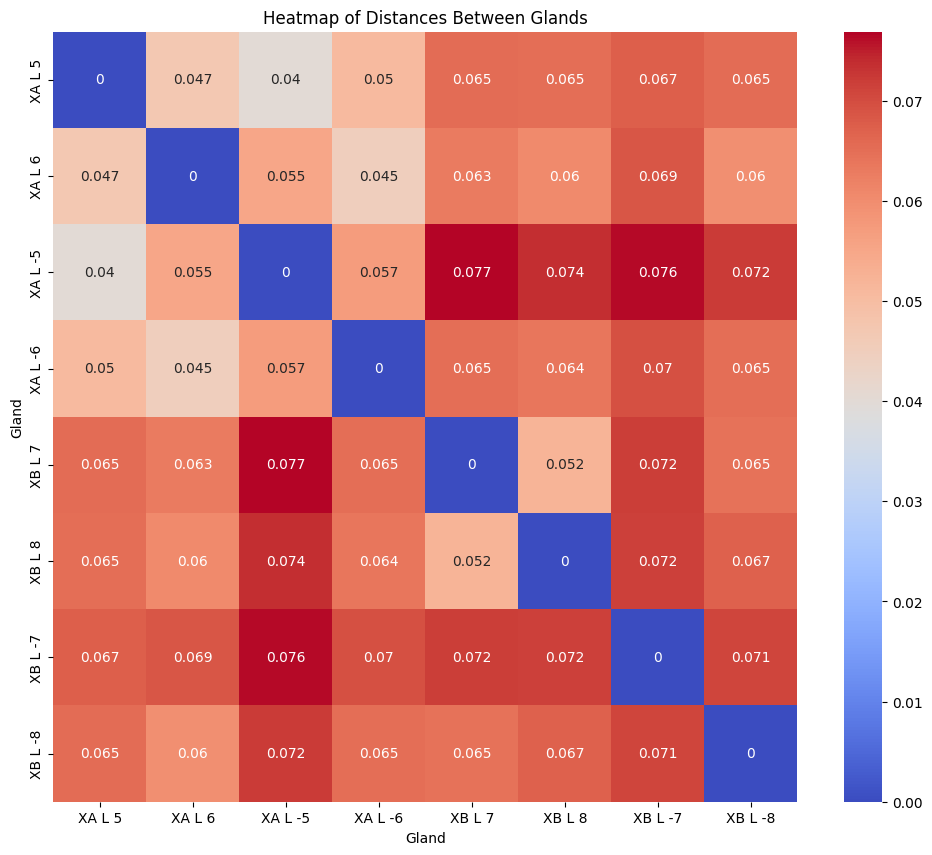 Heatmap of Distances Between Glands
XA L 5 0 0.047 0.04 0.05 0.065 0.065 0.067 0.065
XA L 6 0.047 0 0.055 0.045 0.063 0.06 0.069 0.06
XA L -5 0.04 0.055 0 0.057 0.077 0.074 0.076 0.072
XA L -6 0.05 0.045 0.057 0 0.065 0.064 0.07 0.065
XB L 7 0.065 0.063 0.077 0.065 0 0.052 0.072 0.065
XB L 8 0.065 0.06 0.074 0.064 0.052 0 0.072 0.067
XB L -7 0.067 0.069 0.076 0.07 0.072 0.072 0 0.071
XB L -8 0.065 0.06 0.072 0.065 0.065 0.067 0.071 0
Gland
XA L 5 XA L 6 XA L -5 XA L -6 XB L 7 XB L 8 XB L -7 XB L -8
Gland
0.07
0.06
0.05
0.04
0.03
0.02
0.01
0.00